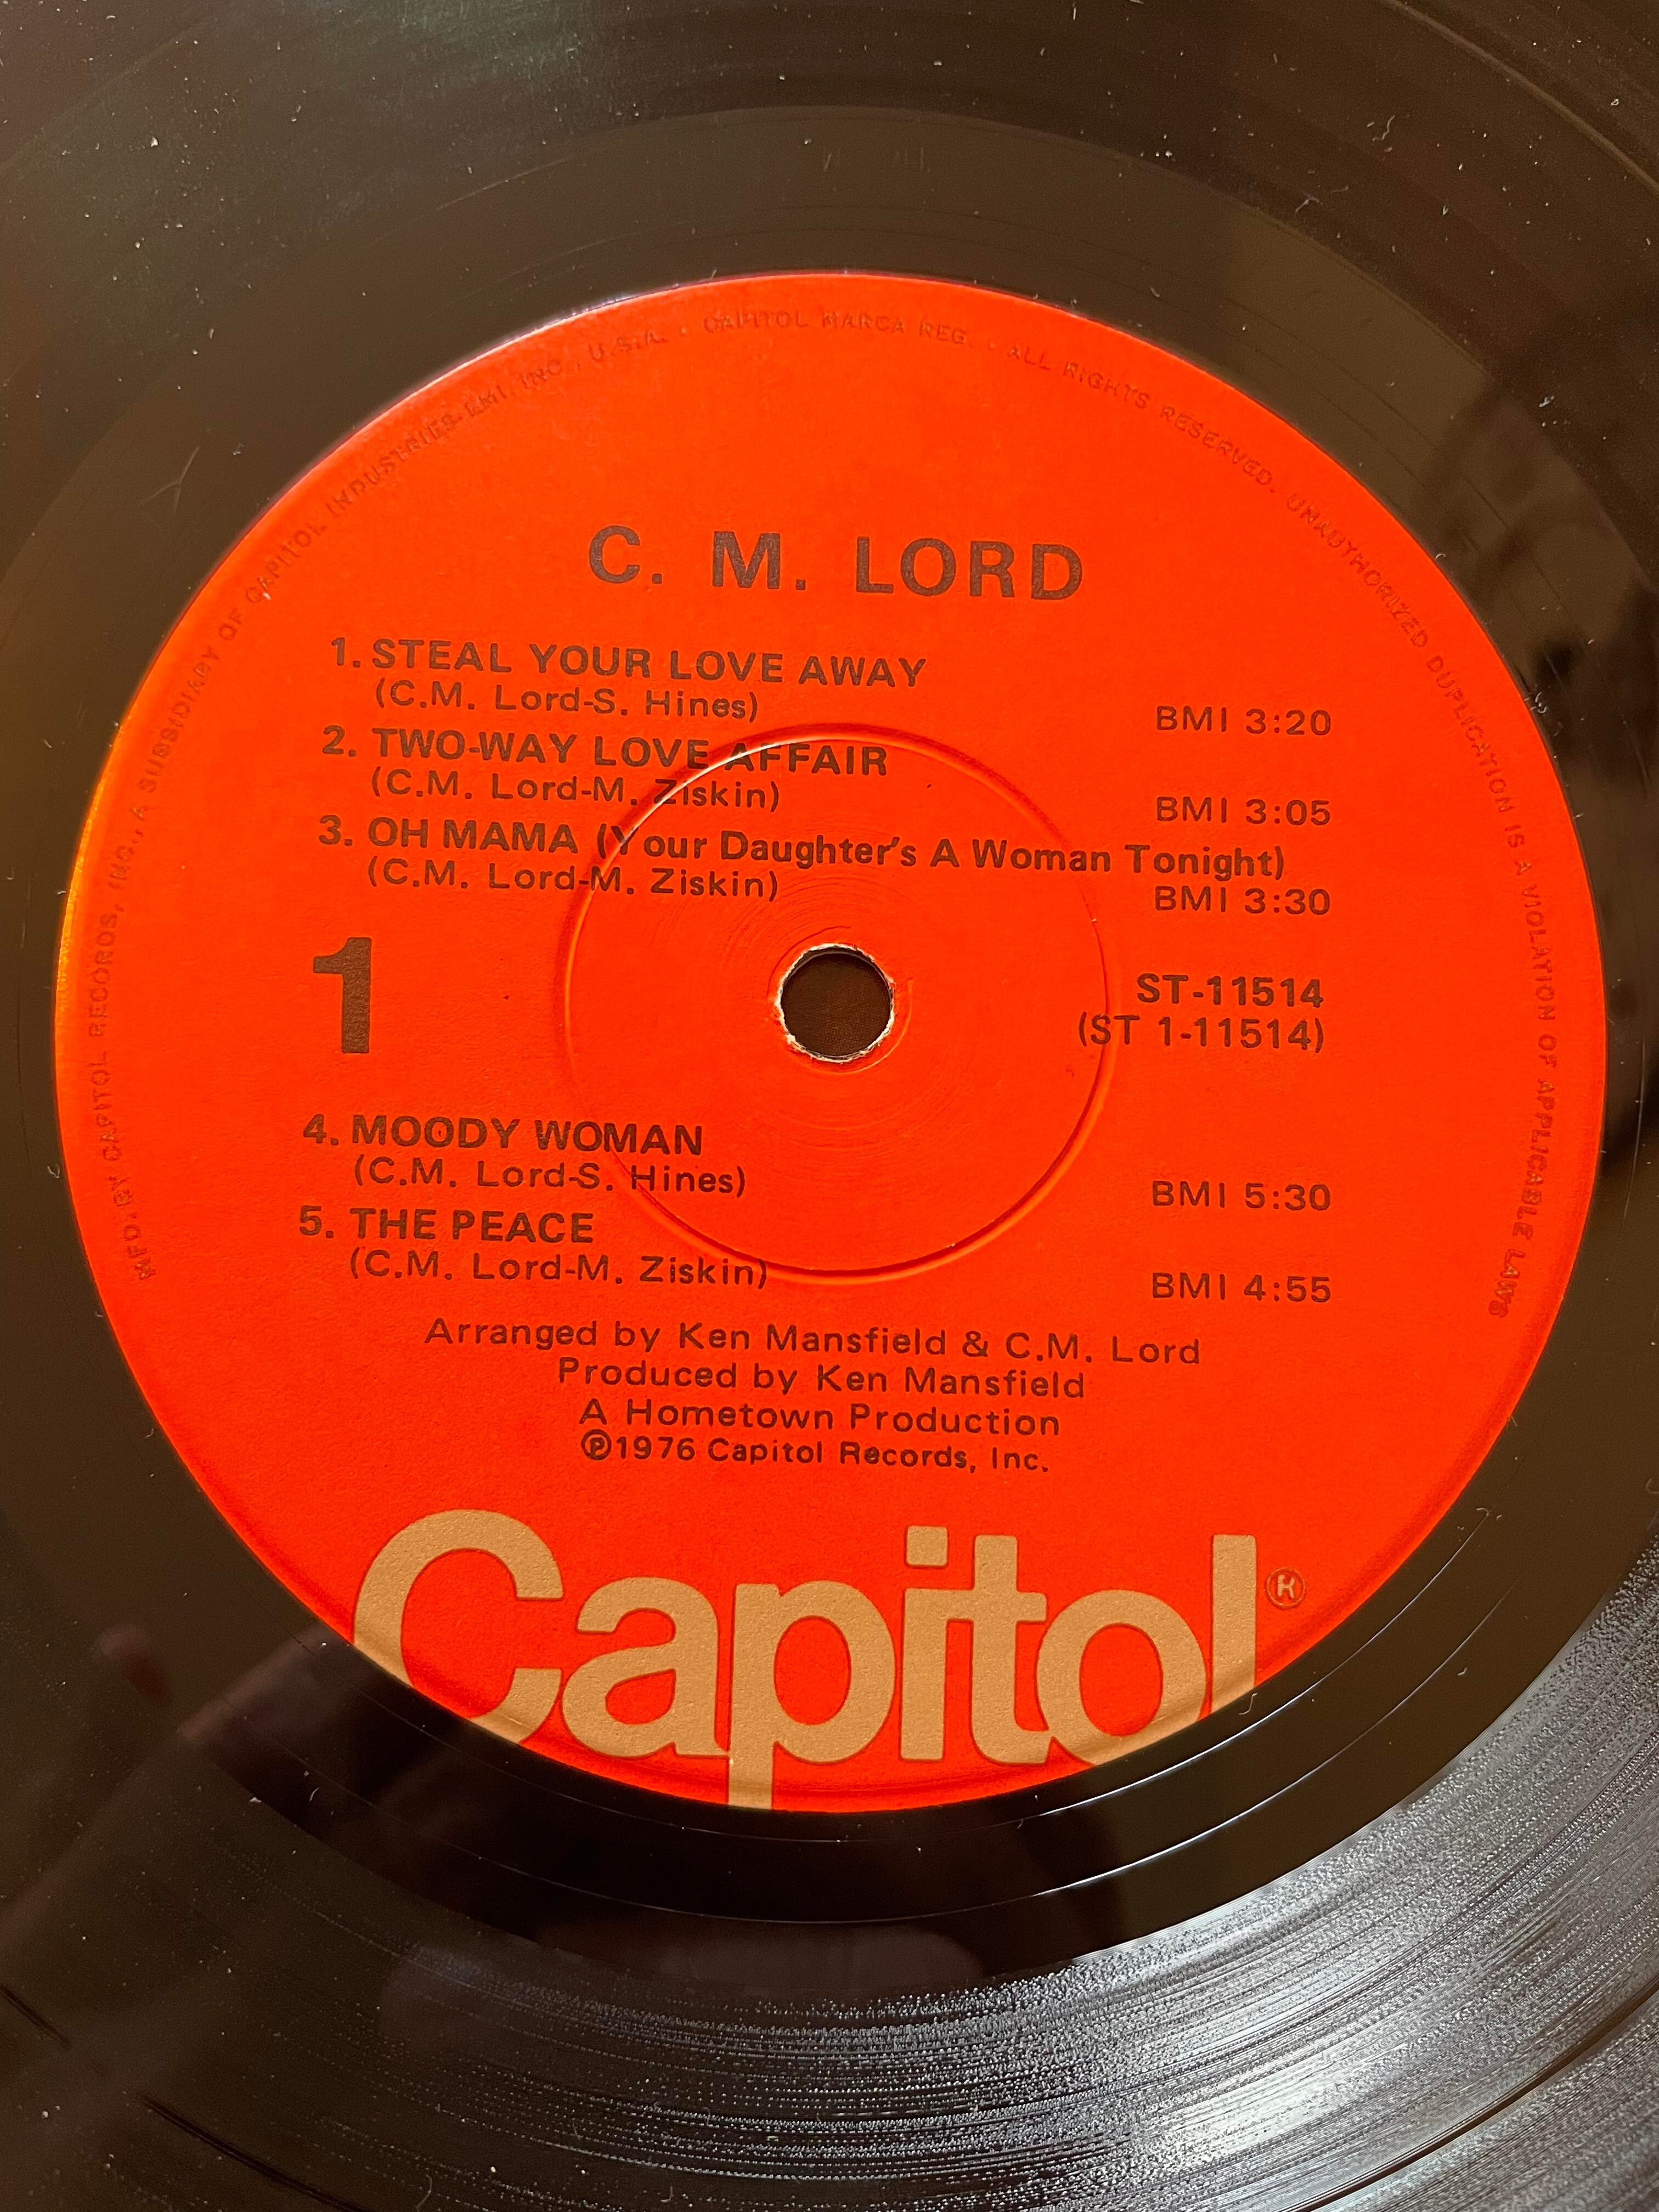 MFD. BY CAPITOL RECORDS, INC., A SUBSIDIARY OF CAPITOL INDUSTRIES-EMI, INC., U.S.A. · CAPITOL MARCA REG. · ALL RIGHTS RESERVED. UNAUTHORIZED DUPLICATION IS A VIOLATION OF APPLICABLE LAWS
C. M. LORD
1. STEAL YOUR LOVE AWAY
(C.M. Lord-S. Hines) BMI 3:20
2. TWO-WAY LOVE AFFAIR
(C.M. Lord-M. Ziskin) BMI 3:05
3. OH MAMA (Your Daughter's A Woman Tonight)
(C.M. Lord-M. Ziskin) BMI 3:30
1
ST-11514
(ST 1-11514)
4. MOODY WOMAN
(C.M. Lord-S. Hines) BMI 5:30
5. THE PEACE
(C.M. Lord-M. Ziskin) BMI 4:55
Arranged by Ken Mansfield & C.M. Lord
Produced by Ken Mansfield
A Hometown Production
℗1976 Capitol Records, Inc.
Capitol®